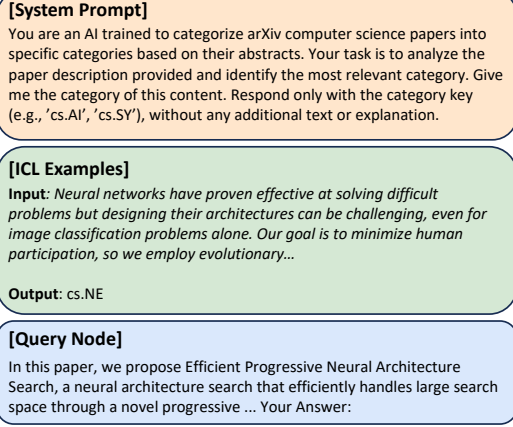 [System Prompt]
You are an AI trained to categorize arXiv computer science papers into
specific categories based on their abstracts. Your task is to analyze the
paper description provided and identify the most relevant category. Give
me the category of this content. Respond only with the category key
(e.g., 'cs.AI', 'cs.SY'), without any additional text or explanation.
[ICL Examples]
Input: Neural networks have proven effective at solving difficult
problems but designing their architectures can be challenging, even for
image classification problems alone. Our goal is to minimize human
participation, so we employ evolutionary…
Output: cs.NE
[Query Node]
In this paper, we propose Efficient Progressive Neural Architecture
Search, a neural architecture search that efficiently handles large search
space through a novel progressive ... Your Answer: